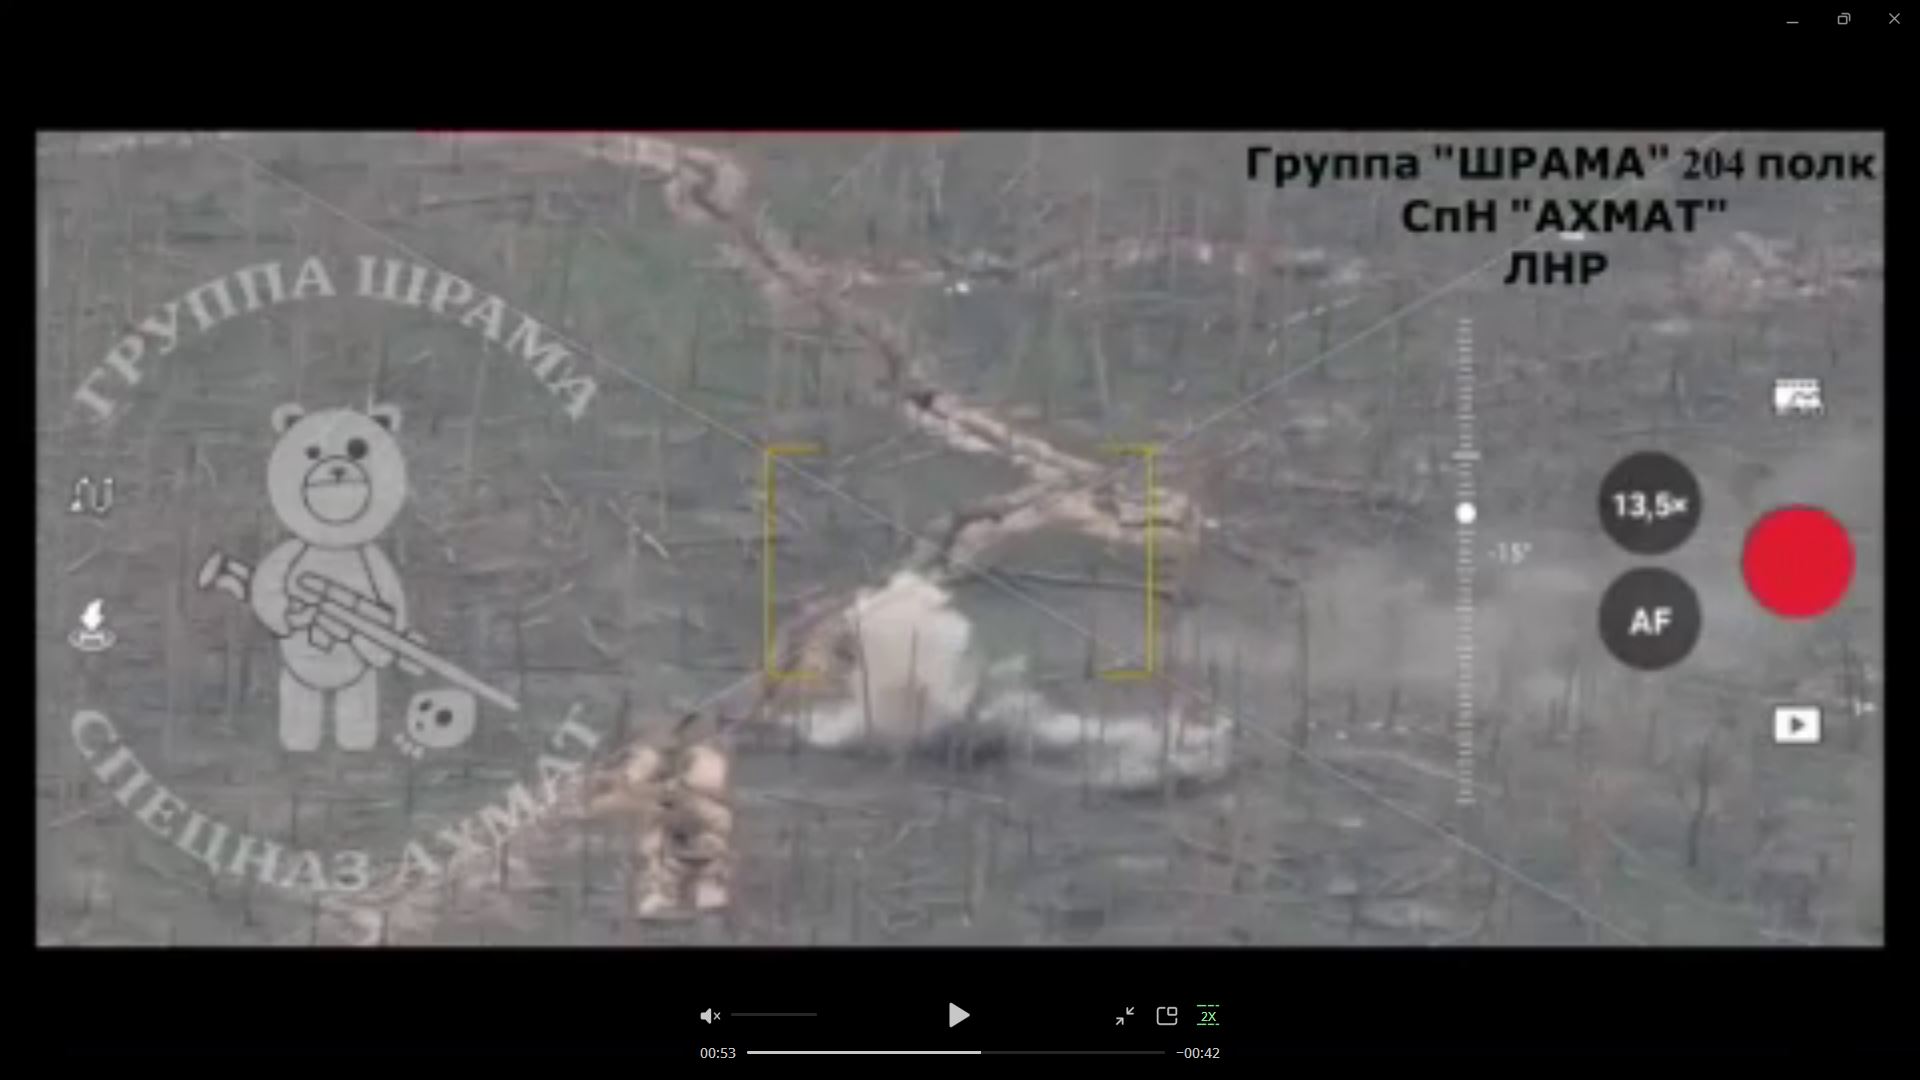 Группа "ШРАМА" 204 полк
СпН "АХМАТ"
ЛНР
ГРУППА ШРАМА
СПЕЦНАЗ АХМАТ
-15°
13,5×
AF
2X
00:53
−00:42